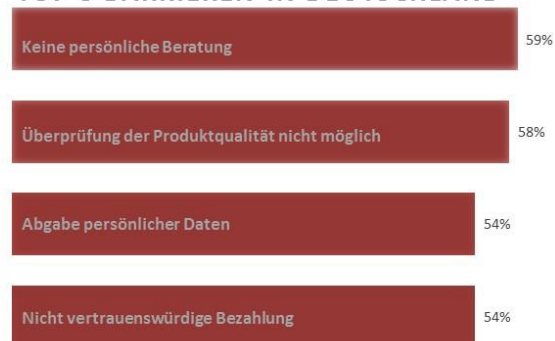 Keine persönliche Beratung
59%
Überprüfung der Produktqualität nicht möglich
58%
Abgabe persönlicher Daten
54%
Nicht vertrauenswürdige Bezahlung
54%